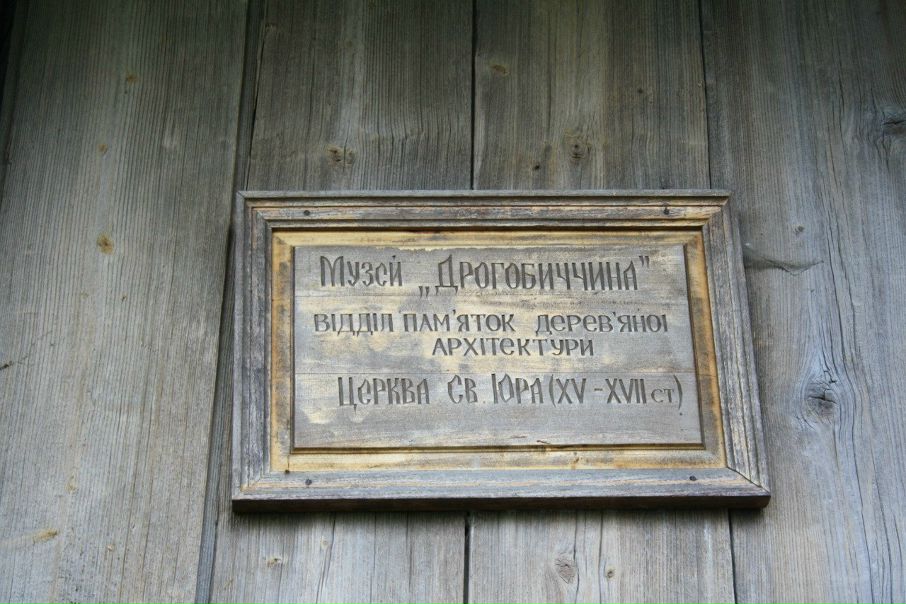 Музей „Дрогобиччина"
відділ пам'яток дерев'яної
архітектури
Церква св. Юра (XV - XVII ст)